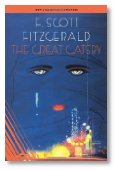 F. SCOTT
FITZGERALD
THE GREAT GATSBY